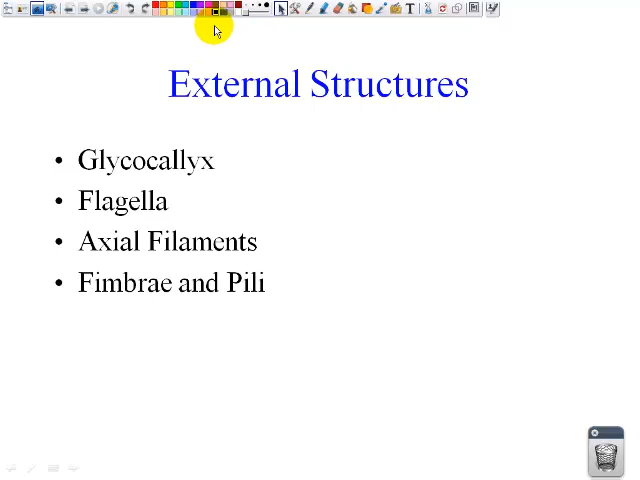 External Structures
• Glycocallyx
• Flagella
• Axial Filaments
• Fimbrae and Pili